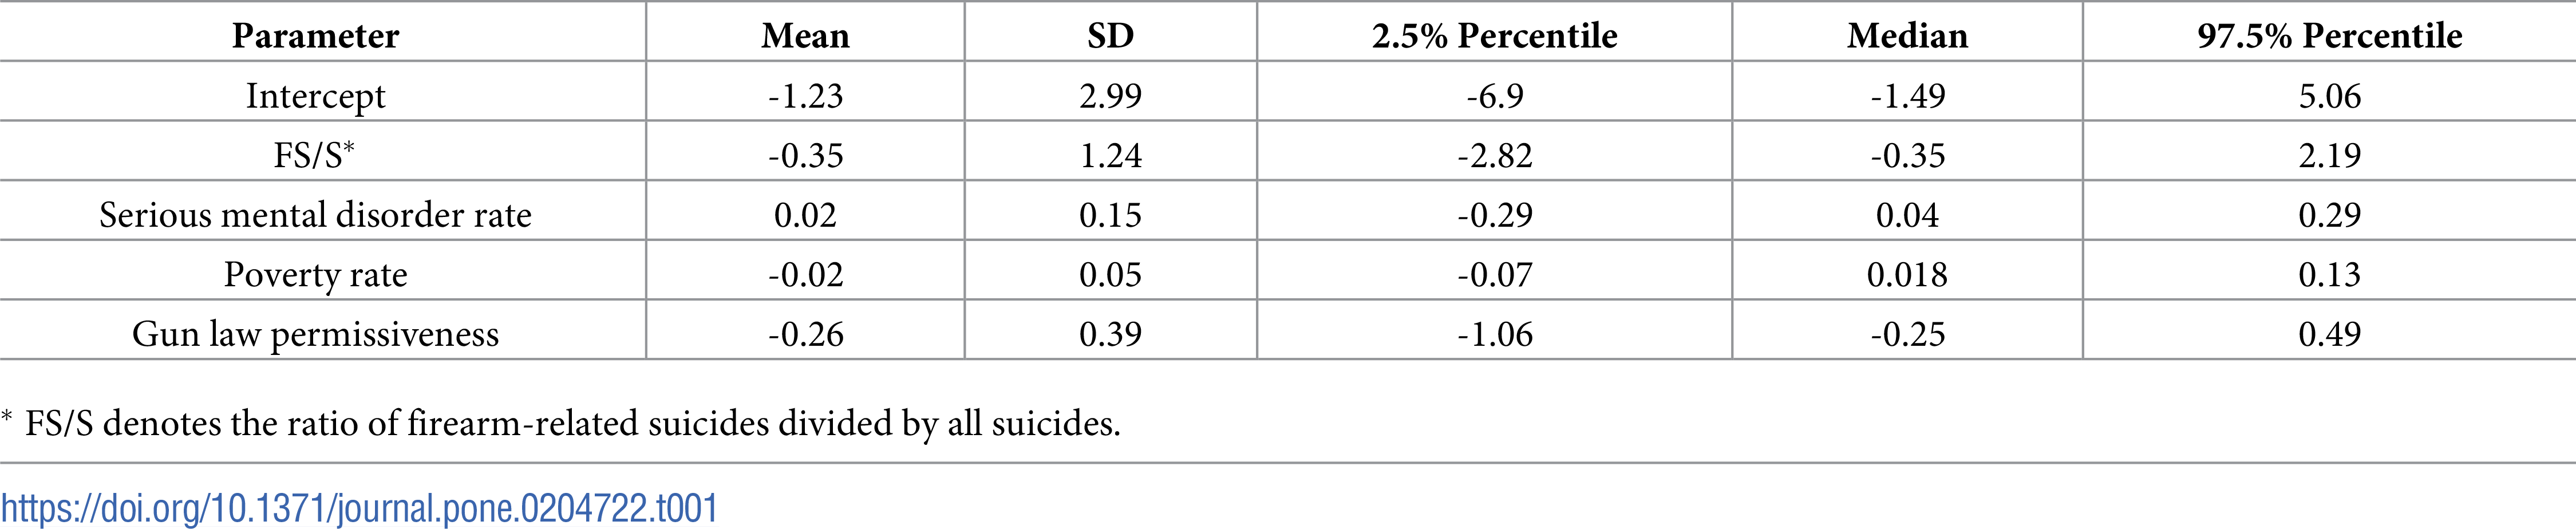 Parameter Mean SD 2.5% Percentile Median 97.5% Percentile
Intercept -1.23 2.99 -6.9 -1.49 5.06
FS/S* -0.35 1.24 -2.82 -0.35 2.19
Serious mental disorder rate 0.02 0.15 -0.29 0.04 0.29
Poverty rate -0.02 0.05 -0.07 0.018 0.13
Gun law permissiveness -0.26 0.39 -1.06 -0.25 0.49
* FS/S denotes the ratio of firearm-related suicides divided by all suicides.
https://doi.org/10.1371/journal.pone.0204722.t001